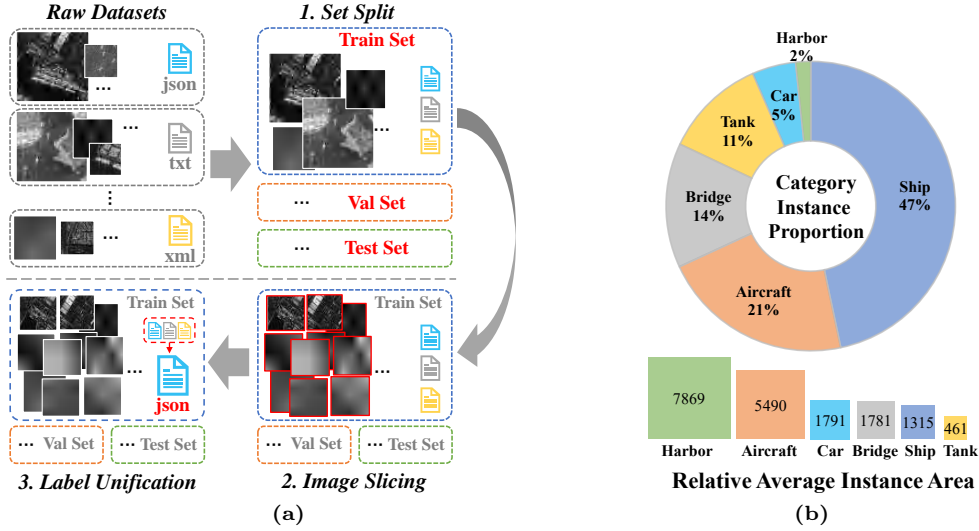 Raw Datasets
json
...
txt
...
...
xml
...
1. Set Split
Train Set
...
... Val Set
... Test Set
Train Set
...
json
... Val Set
... Test Set
3. Label Unification
Train Set
...
... Val Set
... Test Set
2. Image Slicing
(a)
Harbor
2%
Car
5%
Tank
11%
Bridge
14%
Aircraft
21%
Ship
47%
Category
Instance
Proportion
7869
5490
1791
1781
1315
461
Harbor
Aircraft
Car
Bridge
Ship
Tank
Relative Average Instance Area
(b)